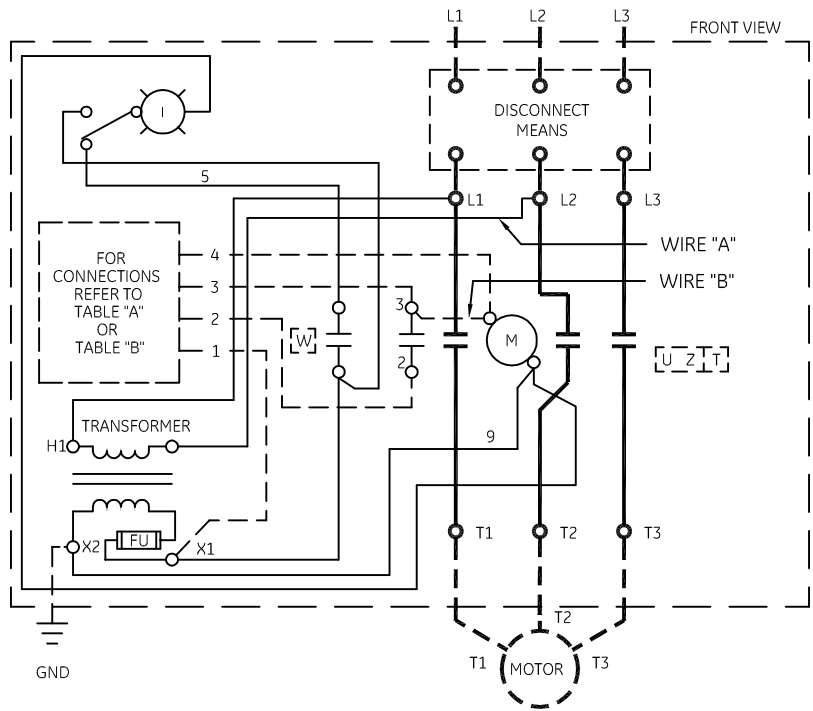 L1
L2
L3
FRONT VIEW
DISCONNECT
MEANS
I
5
L1
L2
L3
WIRE "A"
WIRE "B"
FOR
CONNECTIONS
REFER TO
TABLE "A"
OR
TABLE "B"
4
3
2
1
3
W
M
2
U Z T
TRANSFORMER
H1
9
FU
X2
X1
T1
T2
T3
GND
T2
T1
MOTOR
T3